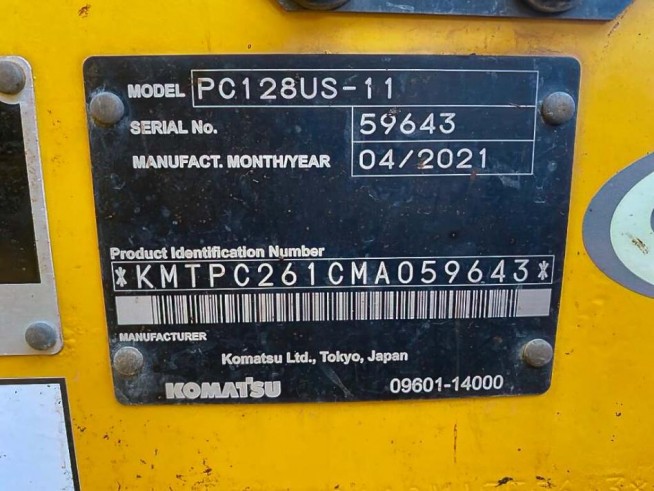 MODEL PC128US-11
SERIAL No. 59643
MANUFACT. MONTH/YEAR 04/2021
Product Identification Number
*KMTPC261CMA059643*
MANUFACTURER
Komatsu Ltd., Tokyo, Japan
KOMATSU 09601-14000